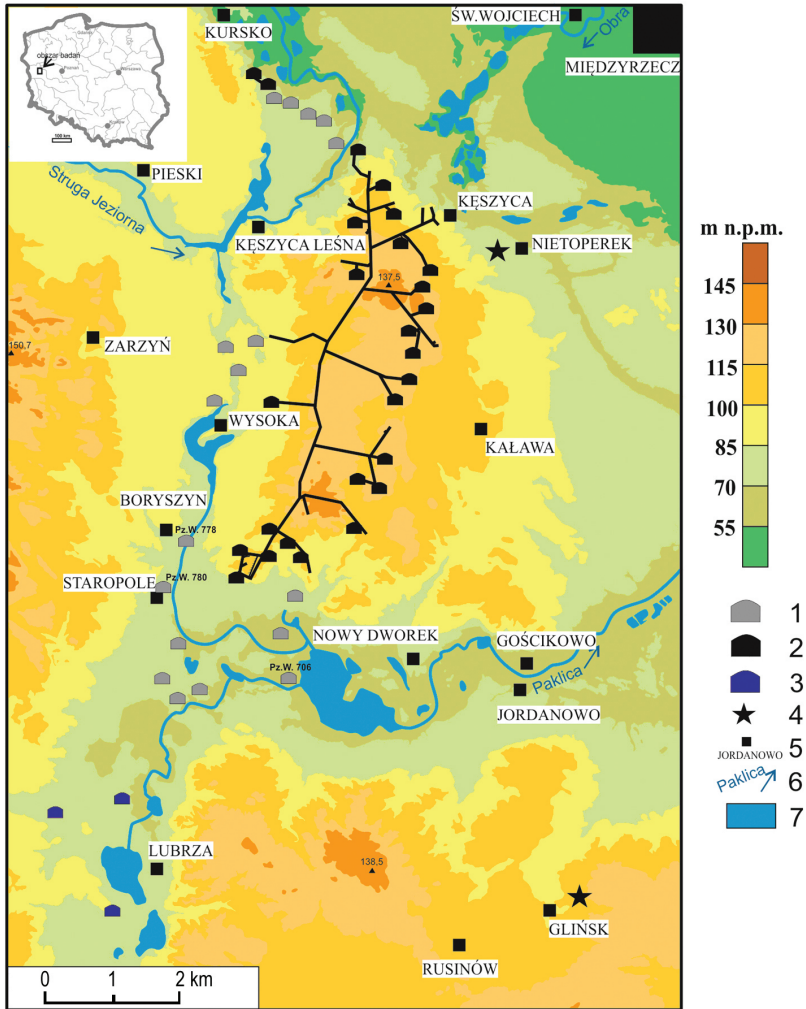 KURSKO
ŚW.WOJCIECH
Obra
MIĘDZYRZECZ
obszar badań
Gdańsk
Poznań
Warszawa
100 km
PIESKI
Struga Jeziorna
KĘSZYCA LEŚNA
KĘSZYCA
NIETOPEREK
137.5
150.7
ZARZYŃ
WYSOKA
KAŁAWA
BORYSZYN
Pz.W. 778
Pz.W. 780
STAROPOLE
NOWY DWOREK
GOŚCIKOWO
Pz.W. 706
Paklica
JORDANOWO
LUBRZA
138.5
GLIŃSK
RUSINÓW
0 1 2 km
m n.p.m.
145
130
100
85
70
55
1
2
3
4
JORDANOWO 5
Paklica 6
7